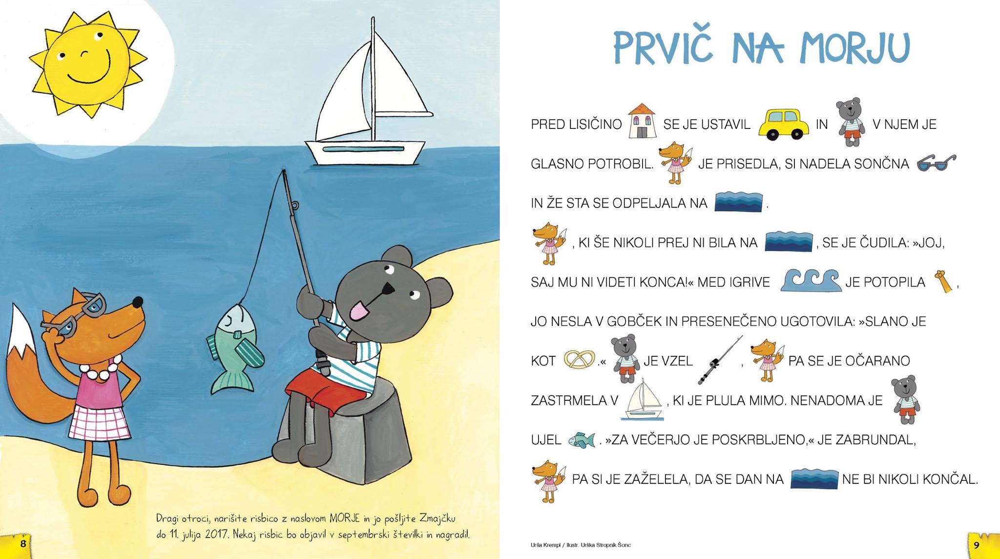 Dragi otroci, narišite risbico z naslovom MORJE in jo pošljite Zmajčku
do 11. julija 2017. Nekaj risbic bo objavil v septembrski številki in nagradil.
8
PRVIČ NA MORJU
PRED LISIČINO SE JE USTAVIL IN V NJEM JE
GLASNO POTROBIL. JE PRISEDLA, SI NADELA SONČNA
IN ŽE STA SE ODPELJALA NA .
, KI ŠE NIKOLI PREJ NI BILA NA , SE JE ČUDILA: »JOJ,
SAJ MU NI VIDETI KONCA!« MED IGRIVE JE POTOPILA ,
JO NESLA V GOBČEK IN PRESENEČENO UGOTOVILA: »SLANO JE
KOT .« JE VZEL , PA SE JE OČARANO
ZASTRMELA V , KI JE PLULA MIMO. NENADOMA JE
UJEL . »ZA VEČERJO JE POSKRBLJENO,« JE ZABRUNDAL,
PA SI JE ZAŽELELA, DA SE DAN NA NE BI NIKOLI KONČAL.
Urša Krempl / Ilustr. Urška Stropnik Šonc
9